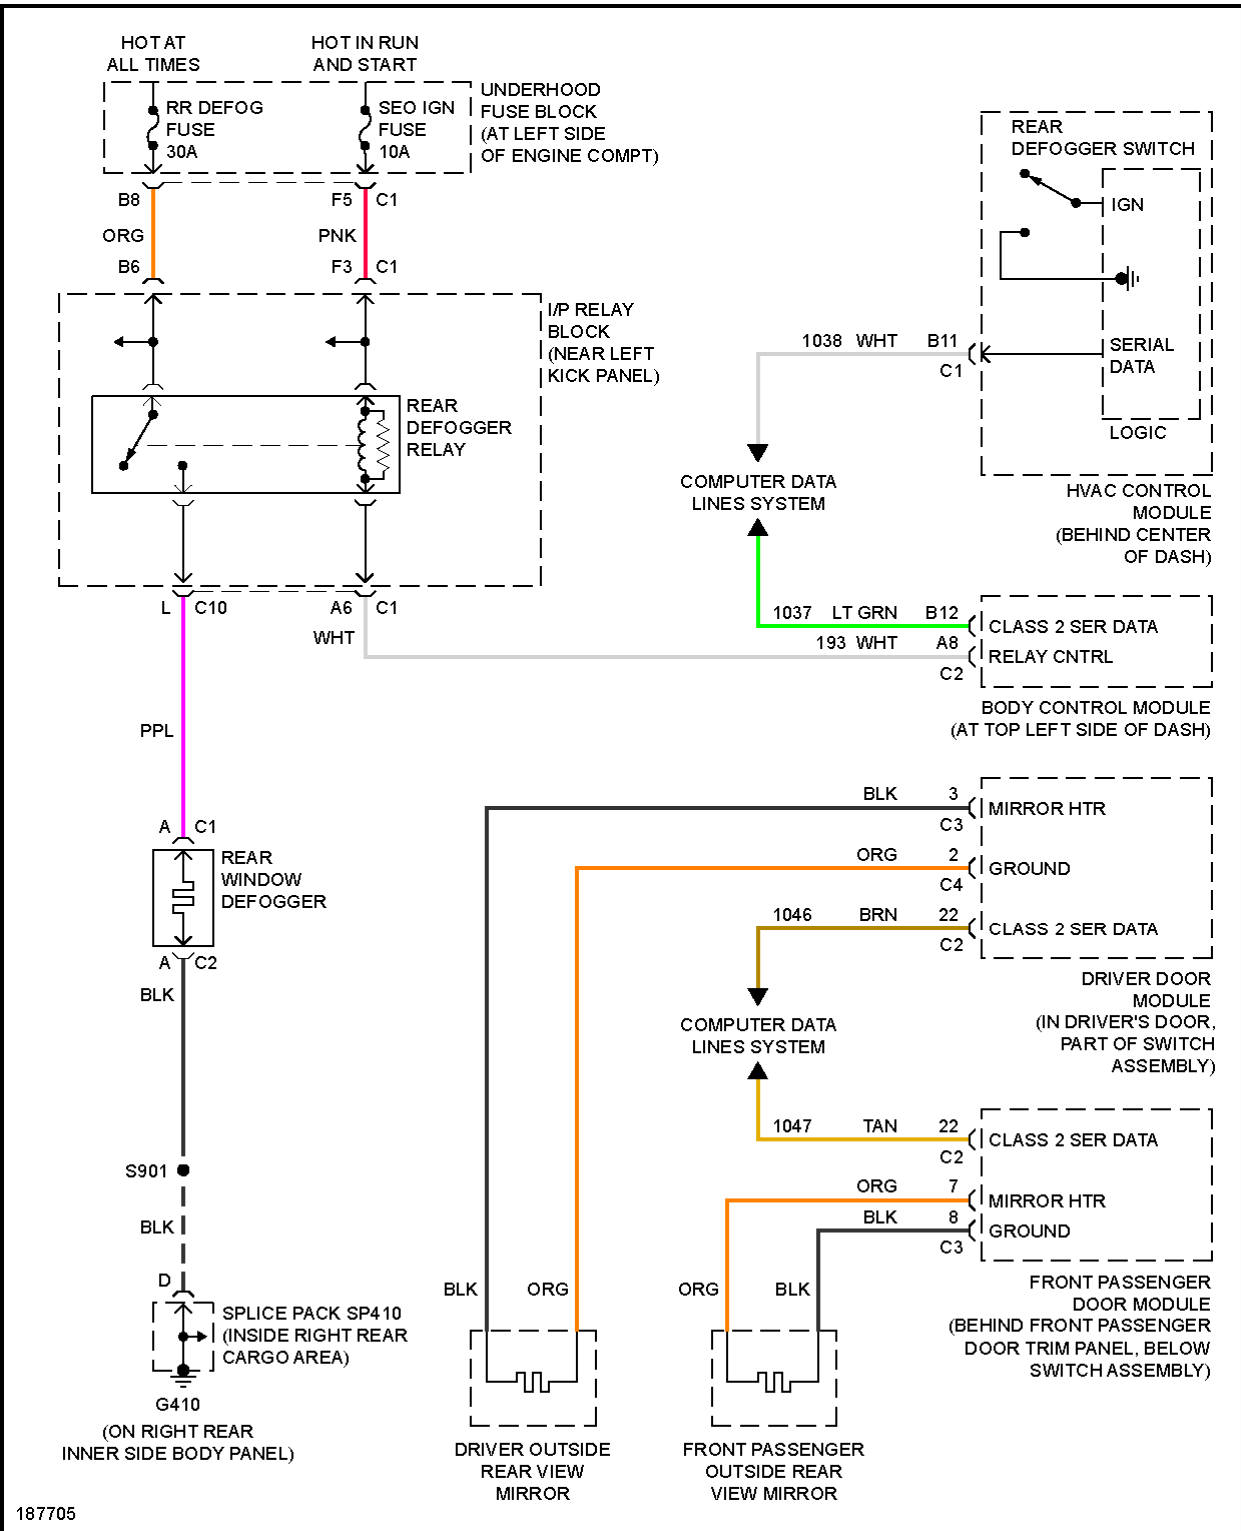 HOT AT
ALL TIMES
HOT IN RUN
AND START
RR DEFOG
FUSE
30A
SEO IGN
FUSE
10A
UNDERHOOD
FUSE BLOCK
(AT LEFT SIDE
OF ENGINE COMPT)
B8
F5 C1
ORG
PNK
B6
F3 C1
I/P RELAY
BLOCK
(NEAR LEFT
KICK PANEL)
REAR
DEFOGGER
RELAY
L C10
A6 C1
WHT
PPL
A C1
REAR
WINDOW
DEFOGGER
A C2
BLK
S901
BLK
D
SPLICE PACK SP410
(INSIDE RIGHT REAR
CARGO AREA)
G410
(ON RIGHT REAR
INNER SIDE BODY PANEL)
REAR
DEFOGGER SWITCH
IGN
SERIAL
DATA
LOGIC
1038 WHT B11
C1
HVAC CONTROL
MODULE
(BEHIND CENTER
OF DASH)
COMPUTER DATA
LINES SYSTEM
1037 LT GRN B12
CLASS 2 SER DATA
193 WHT A8
RELAY CNTRL
C2
BODY CONTROL MODULE
(AT TOP LEFT SIDE OF DASH)
BLK 3
MIRROR HTR
C3
ORG 2
GROUND
C4
1046 BRN 22
CLASS 2 SER DATA
C2
DRIVER DOOR
MODULE
(IN DRIVER'S DOOR,
PART OF SWITCH
ASSEMBLY)
COMPUTER DATA
LINES SYSTEM
1047 TAN 22
CLASS 2 SER DATA
C2
ORG 7
MIRROR HTR
BLK 8
GROUND
C3
FRONT PASSENGER
DOOR MODULE
(BEHIND FRONT PASSENGER
DOOR TRIM PANEL, BELOW
SWITCH ASSEMBLY)
BLK
ORG
ORG
BLK
DRIVER OUTSIDE
REAR VIEW
MIRROR
FRONT PASSENGER
OUTSIDE REAR
VIEW MIRROR
187705